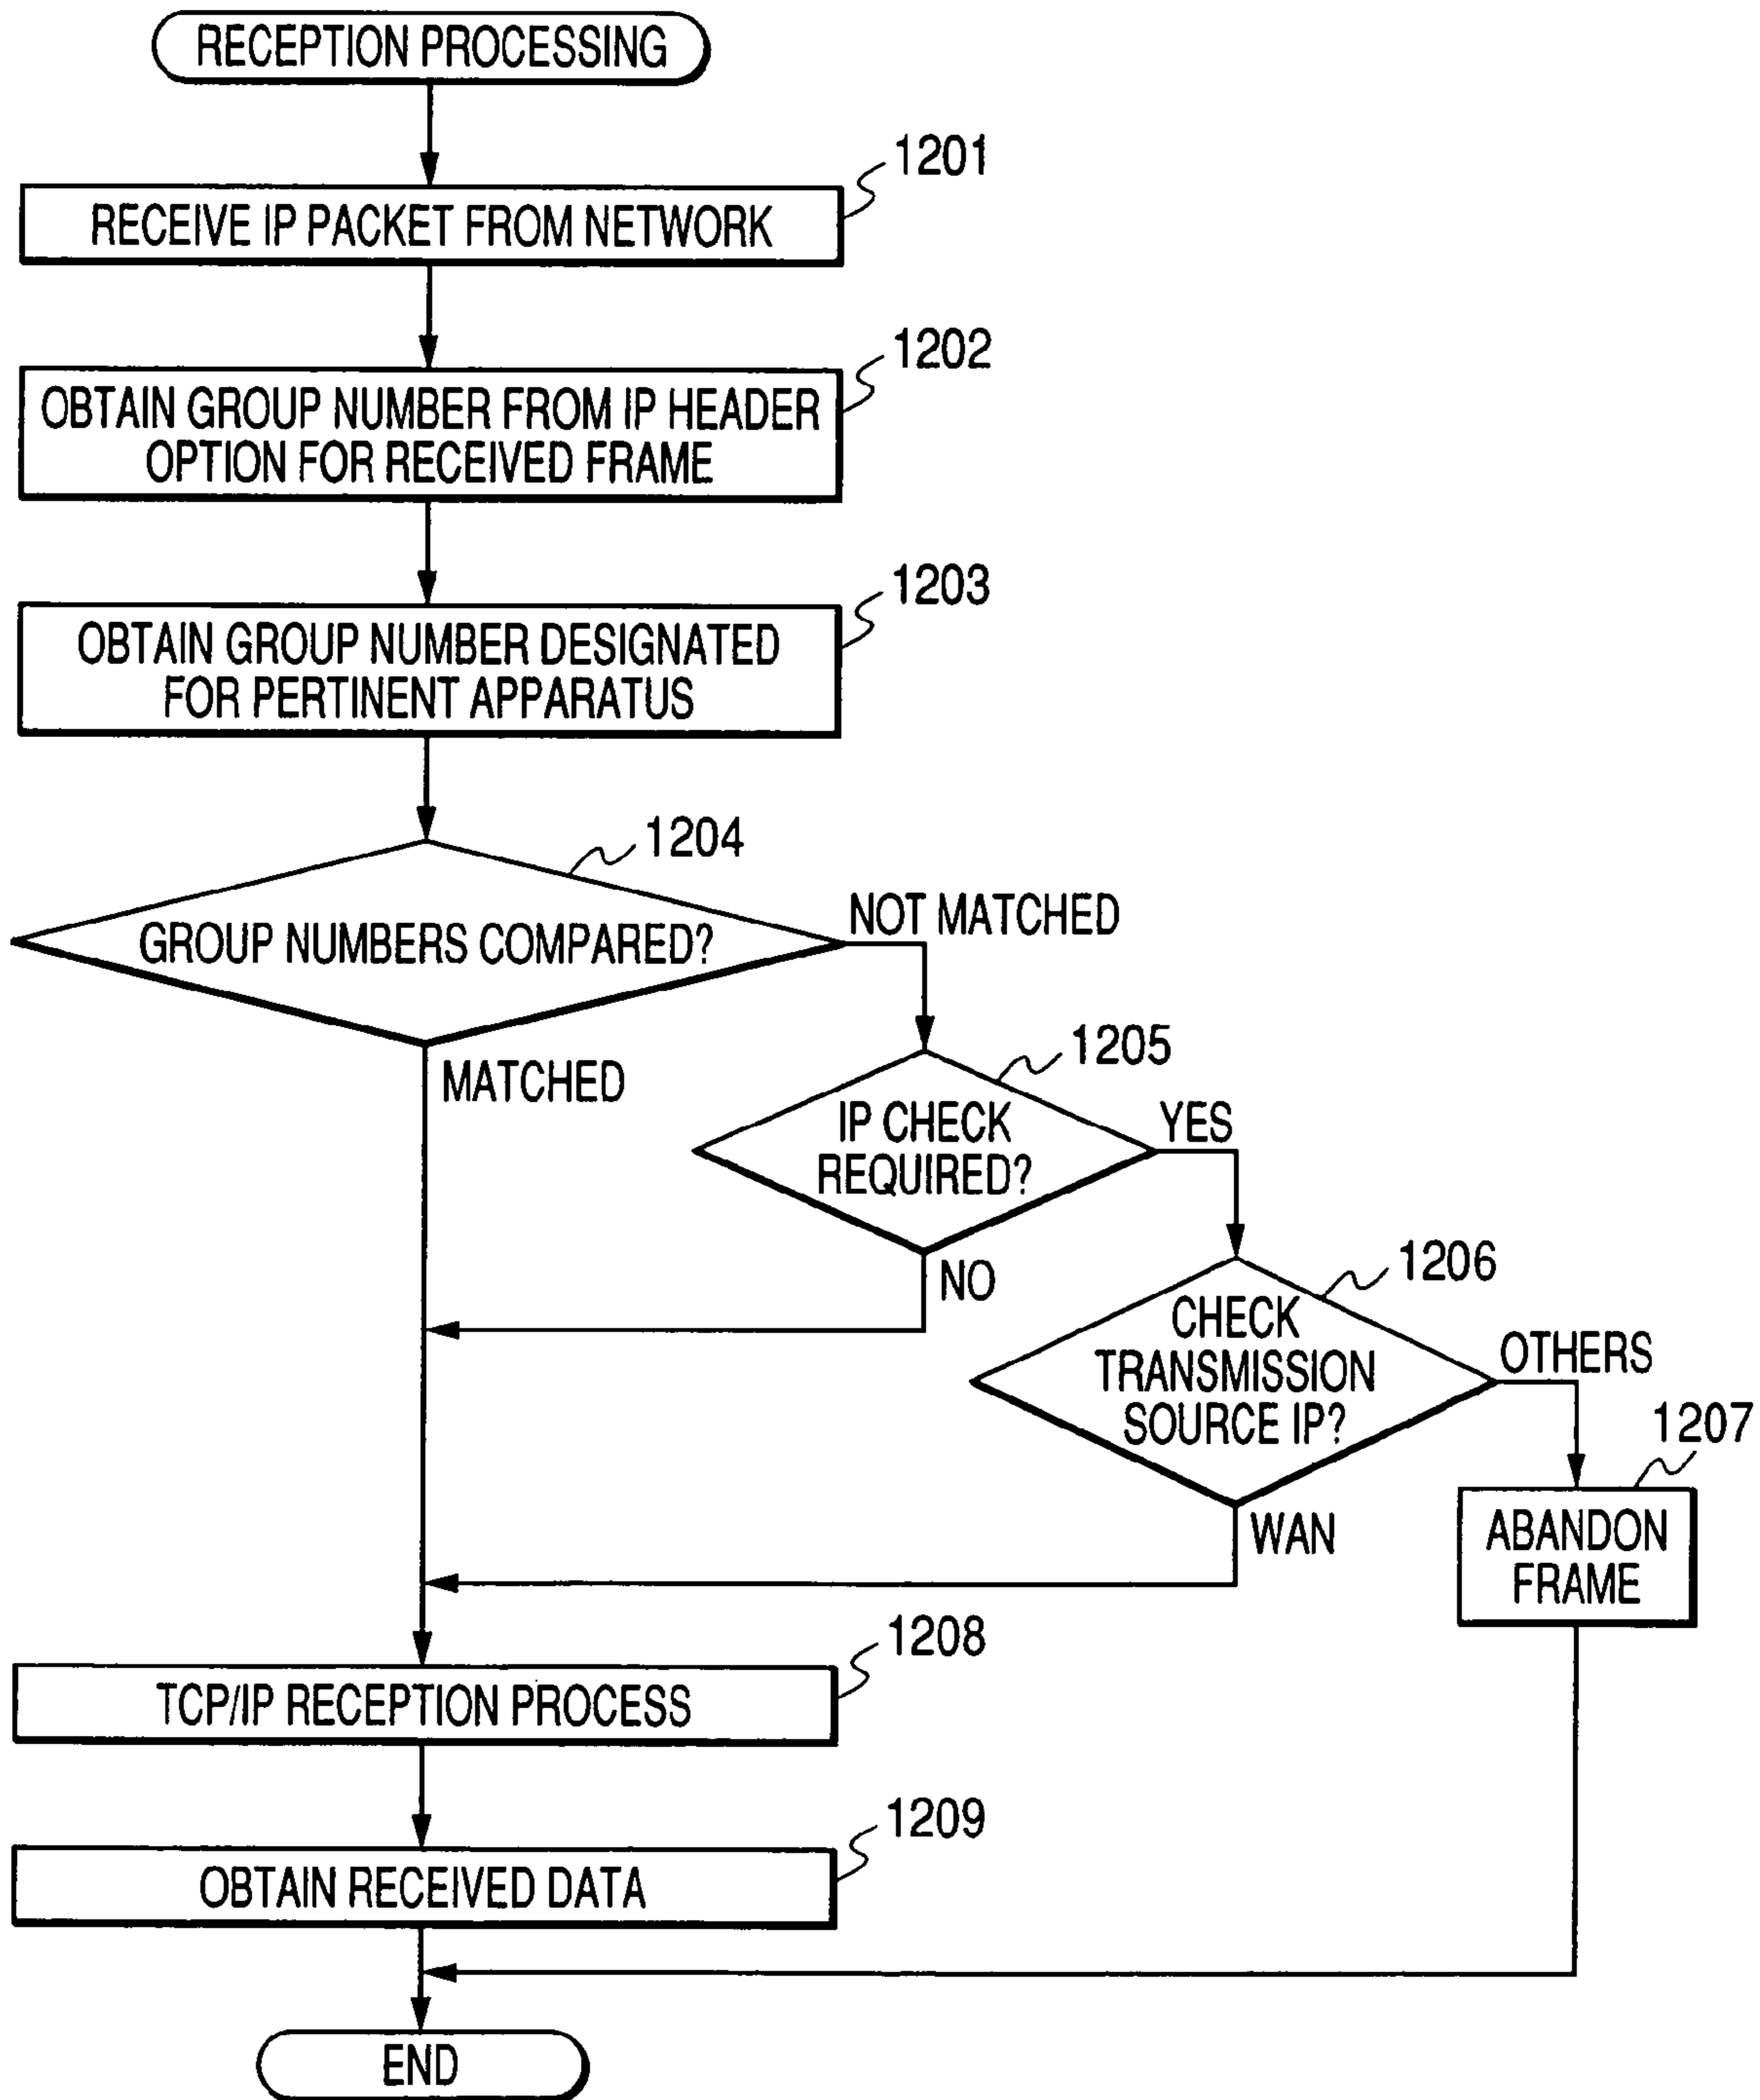 RECEPTION PROCESSING
1201
RECEIVE IP PACKET FROM NETWORK
1202
OBTAIN GROUP NUMBER FROM IP HEADER
OPTION FOR RECEIVED FRAME
1203
OBTAIN GROUP NUMBER DESIGNATED
FOR PERTINENT APPARATUS
1204
GROUP NUMBERS COMPARED?
NOT MATCHED
MATCHED
1205
IP CHECK
REQUIRED?
YES
NO
1206
CHECK
TRANSMISSION
SOURCE IP?
OTHERS
WAN
1207
ABANDON
FRAME
1208
TCP/IP RECEPTION PROCESS
1209
OBTAIN RECEIVED DATA
END